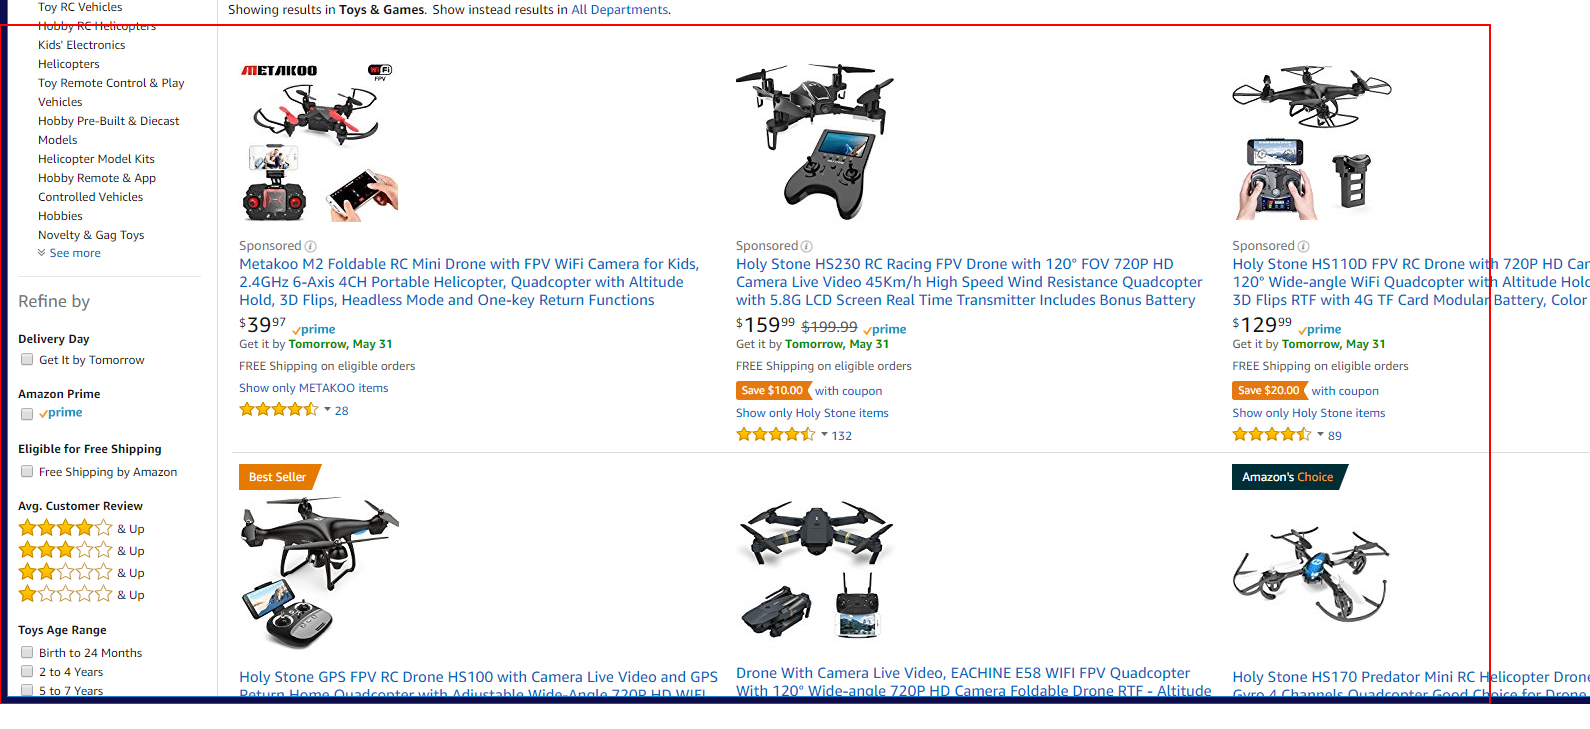 Toy RC Vehicles
Hobby RC Helicopters
Kids' Electronics
Helicopters
Toy Remote Control & Play
Vehicles
Hobby Pre-Built & Diecast
Models
Helicopter Model Kits
Hobby Remote & App
Controlled Vehicles
Hobbies
Novelty & Gag Toys
See more
Refine by
Delivery Day
Get It by Tomorrow
Amazon Prime
prime
Eligible for Free Shipping
Free Shipping by Amazon
Avg. Customer Review
& Up
& Up
& Up
& Up
Toys Age Range
Birth to 24 Months
2 to 4 Years
5 to 7 Years
Showing results in Toys & Games. Show instead results in All Departments.
METAKOO
WiFi
FPV
Sponsored
Metakoo M2 Foldable RC Mini Drone with FPV WiFi Camera for Kids,
2.4GHz 6-Axis 4CH Portable Helicopter, Quadcopter with Altitude
Hold, 3D Flips, Headless Mode and One-key Return Functions
$39 97 prime
Get it by Tomorrow, May 31
FREE Shipping on eligible orders
Show only METAKOO items
28
Sponsored
Holy Stone HS230 RC Racing FPV Drone with 120° FOV 720P HD
Camera Live Video 45Km/h High Speed Wind Resistance Quadcopter
with 5.8G LCD Screen Real Time Transmitter Includes Bonus Battery
$159 99 $199.99 prime
Get it by Tomorrow, May 31
FREE Shipping on eligible orders
Save $10.00 with coupon
Show only Holy Stone items
132
Sponsored
Holy Stone HS110D FPV RC Drone with 720P HD Can
120° Wide-angle WiFi Quadcopter with Altitude Hold
3D Flips RTF with 4G TF Card Modular Battery, Color
$129 99 prime
Get it by Tomorrow, May 31
FREE Shipping on eligible orders
Save $20.00 with coupon
Show only Holy Stone items
89
Best Seller
Holy Stone GPS FPV RC Drone HS100 with Camera Live Video and GPS
Return Home Quadcopter with Adjustable Wide-Angle 720P HD WIFI
Drone With Camera Live Video, EACHINE E58 WIFI FPV Quadcopter
With 120° Wide-angle 720P HD Camera Foldable Drone RTF - Altitude
Amazon's Choice
Holy Stone HS170 Predator Mini RC Helicopter Drone
Gyro 4 Channels Quadcopter Good Choice for Drone